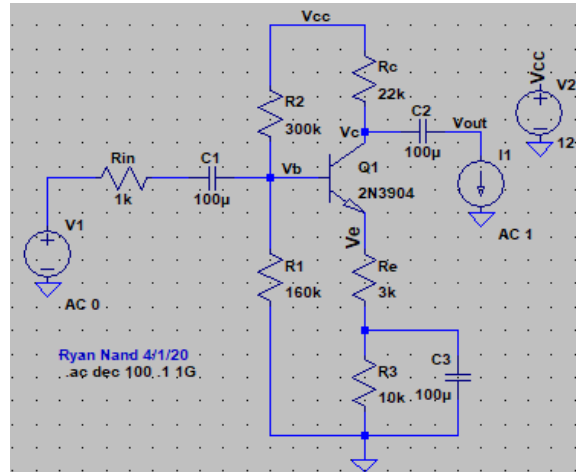 Vcc
Rc
22k
R2
300k
C2
100µ
Vout
Vc
Vcc
V2
12
Rin
1k
C1
100µ
Vb
Q1
2N3904
I1
AC 1
V1
AC 0
Ve
R1
160k
Re
3k
R3
10k
C3
100µ
Ryan Nand 4/1/20
.ac dec 100 .1 1G